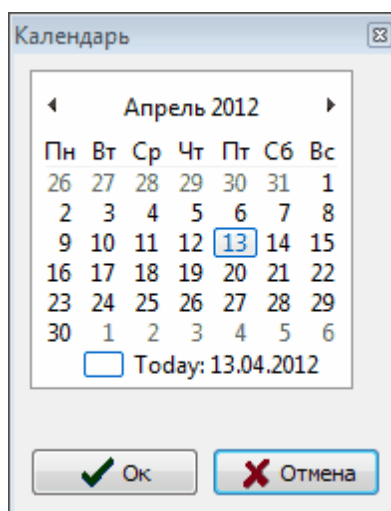 Календарь
Апрель 2012
Пн Вт Ср Чт Пт Сб Вс
26 27 28 29 30 31 1
2 3 4 5 6 7 8
9 10 11 12 13 14 15
16 17 18 19 20 21 22
23 24 25 26 27 28 29
30 1 2 3 4 5 6
Today: 13.04.2012
Ок Отмена